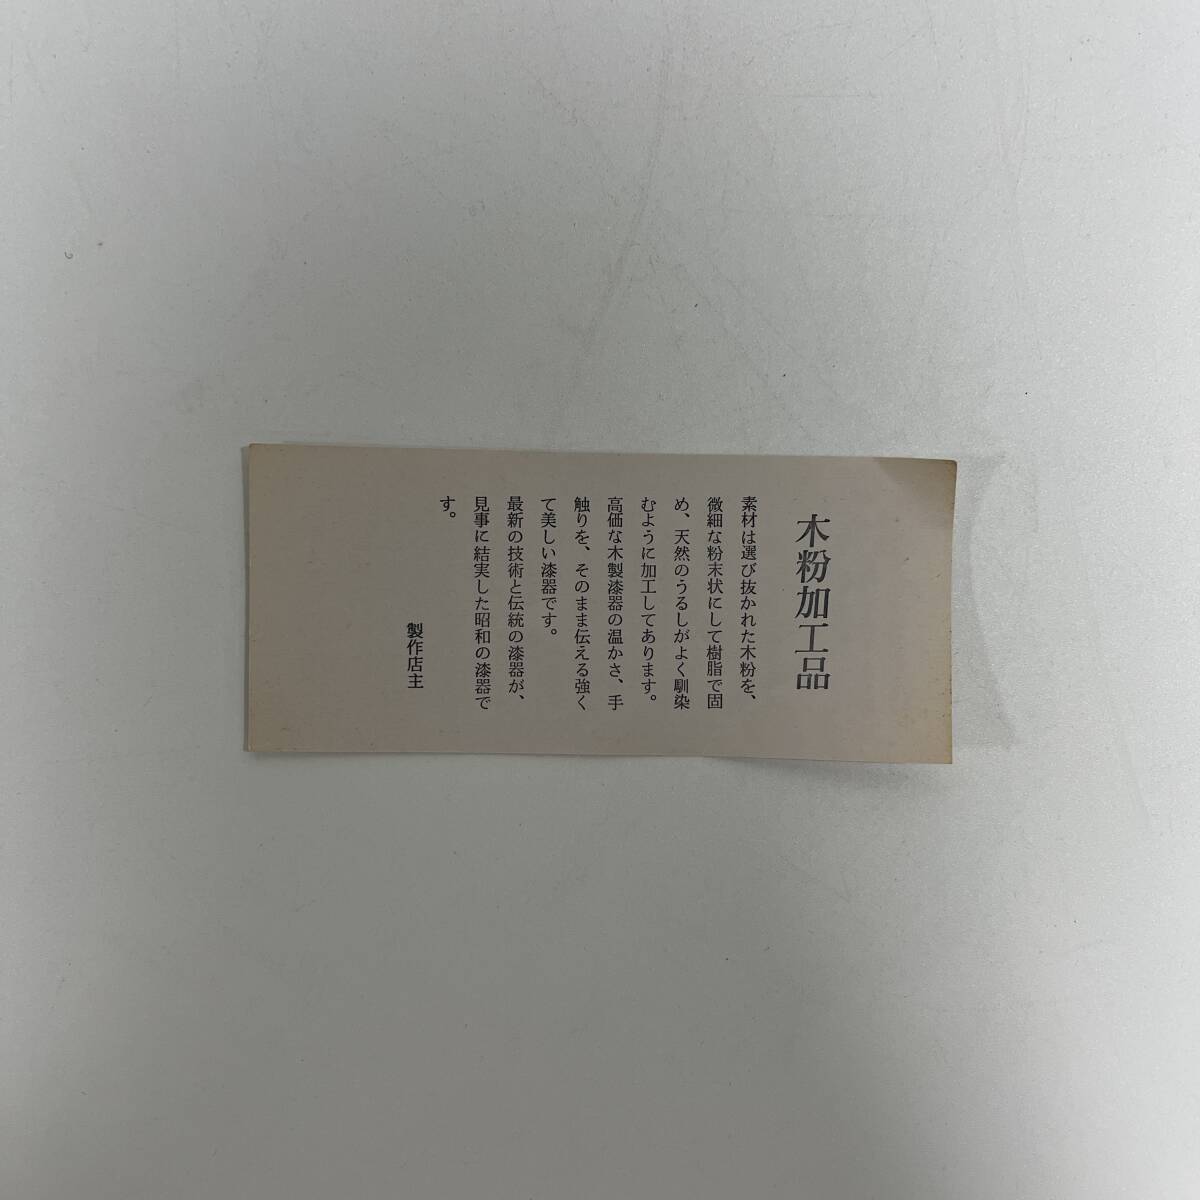 木粉加工品
素材は選び抜かれた木粉を、
微細な粉末状にして樹脂で固
め、天然のうるしがよく馴染
むように加工してあります。
高価な木製漆器の温かさ、手
触りを、そのまま伝える強く
て美しい漆器です。
最新の技術と伝統の漆器が、
見事に結実した昭和の漆器で
す。
製作店主